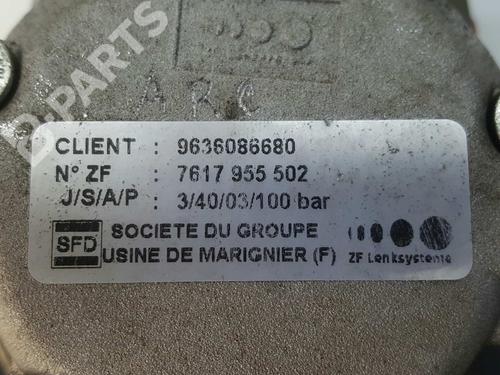 ARC
CLIENT : 9636086680
N° ZF : 7617 955 502
J/S/A/P : 3/40/03/100 bar
SFD SOCIETE DU GROUPE
USINE DE MARIGNIER (F)
ZF Lenksysteme